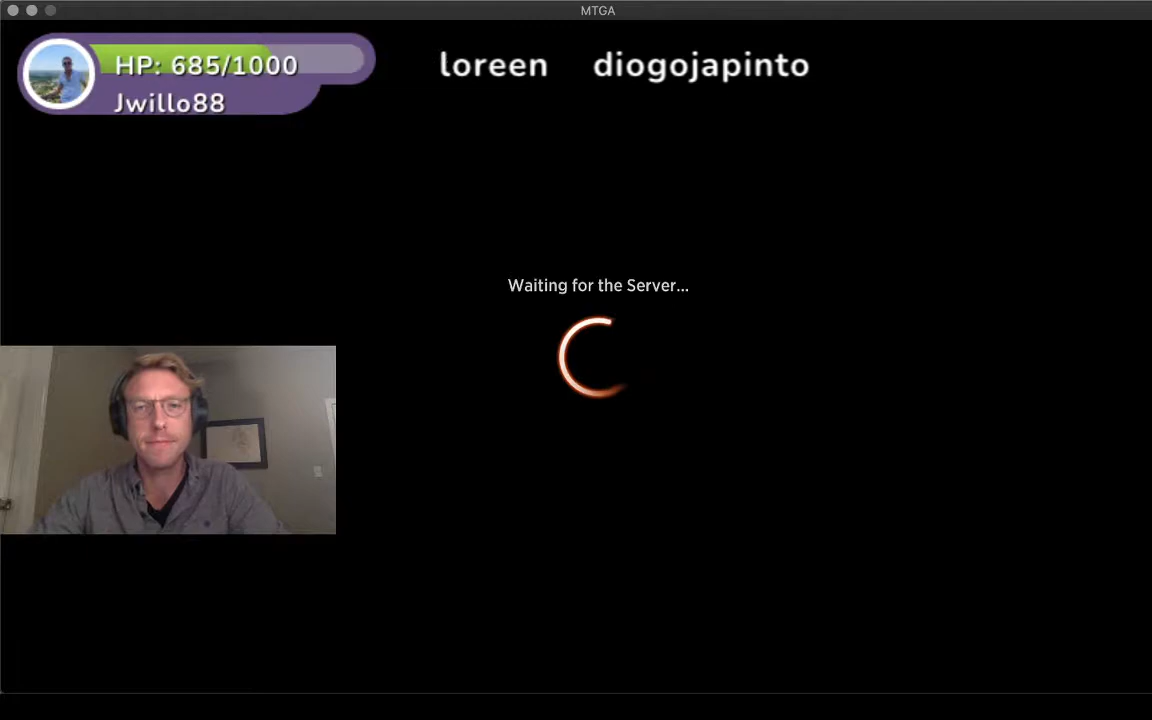 MTGA
HP: 685/1000
Jwillo88
loreen diogojapinto
Waiting for the Server...